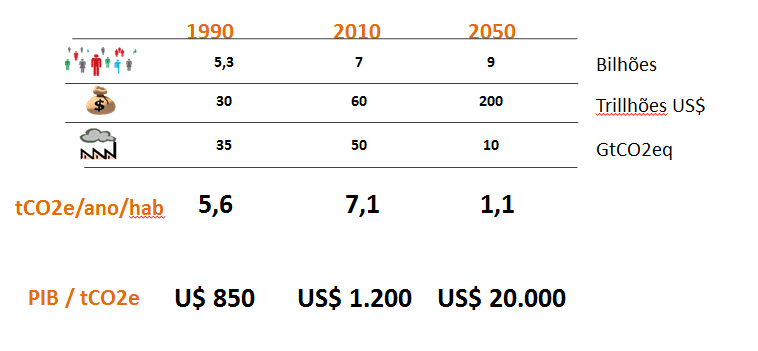 1990 2010 2050
5,3 7 9 Bilhões
$ 30 60 200 Trillhões US$
35 50 10 GtCO2eq
tCO2e/ano/hab 5,6 7,1 1,1
PIB / tCO2e U$ 850 US$ 1.200 US$ 20.000